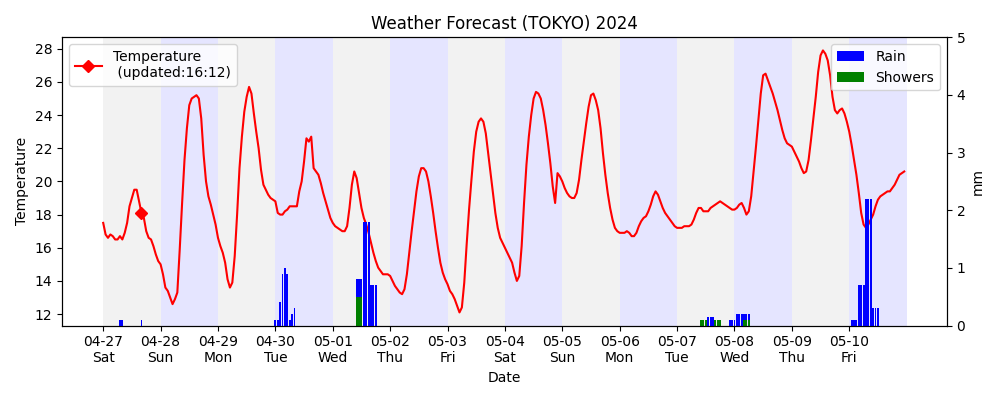 Weather Forecast (TOKYO) 2024
Temperature
(updated:16:12)
Rain
Showers
28
26
24
22
20
18
16
14
12
Temperature
5
4
3
2
1
0
mm
04-27 04-28 04-29 04-30 05-01 05-02 05-03 05-04 05-05 05-06 05-07 05-08 05-09 05-10
Sat Sun Mon Tue Wed Thu Fri Sat Sun Mon Tue Wed Thu Fri
Date